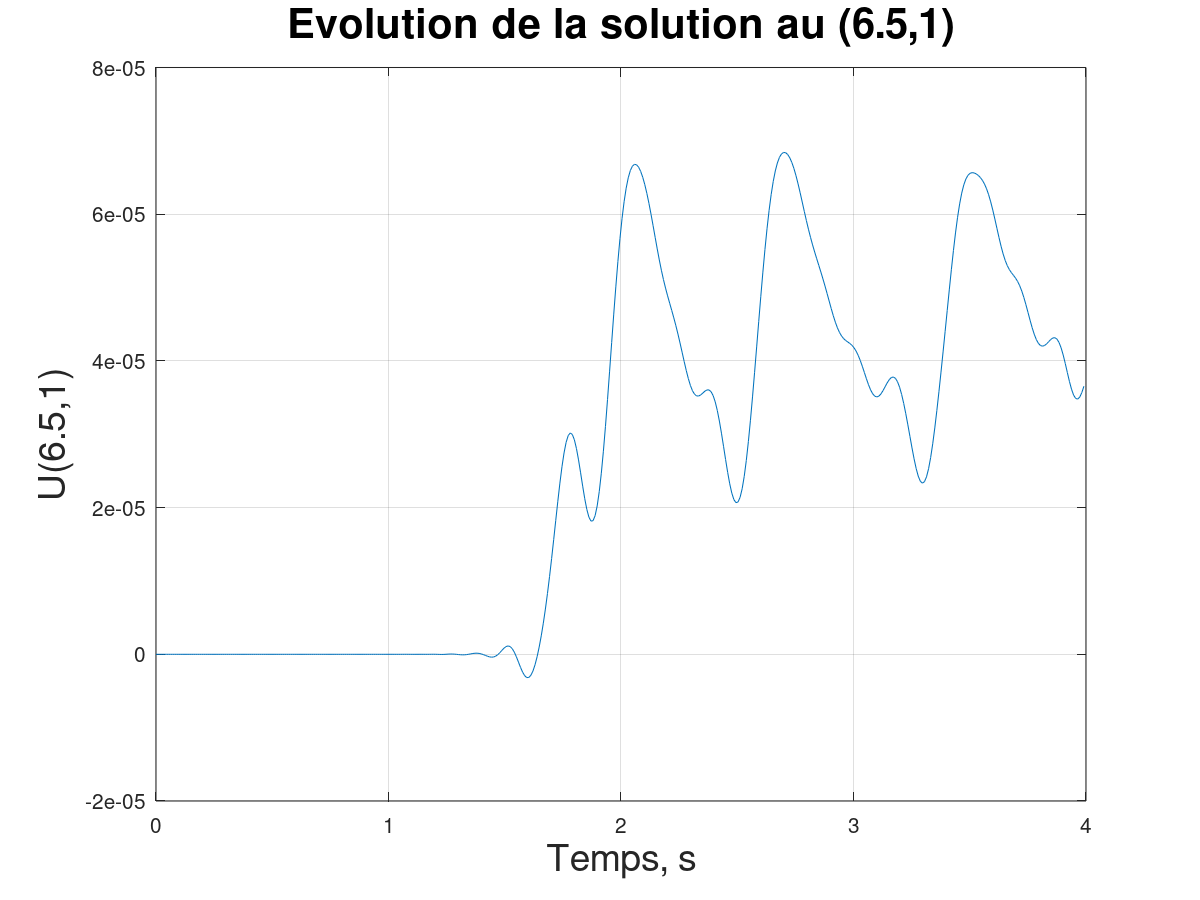 Evolution de la solution au (6.5,1)
8e-05
6e-05
4e-05
2e-05
0
-2e-05
U(6.5,1)
0 1 2 3 4
Temps, s